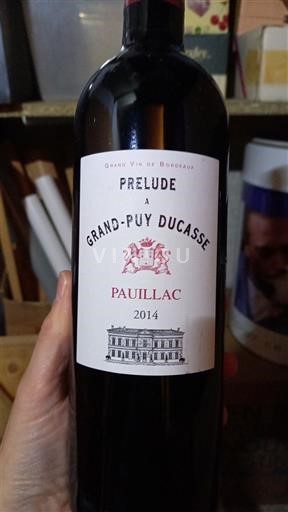 GRAND VIN DE BORDEAUX
PRELUDE
A
GRAND-PUY DUCASSE
PAUILLAC
2014